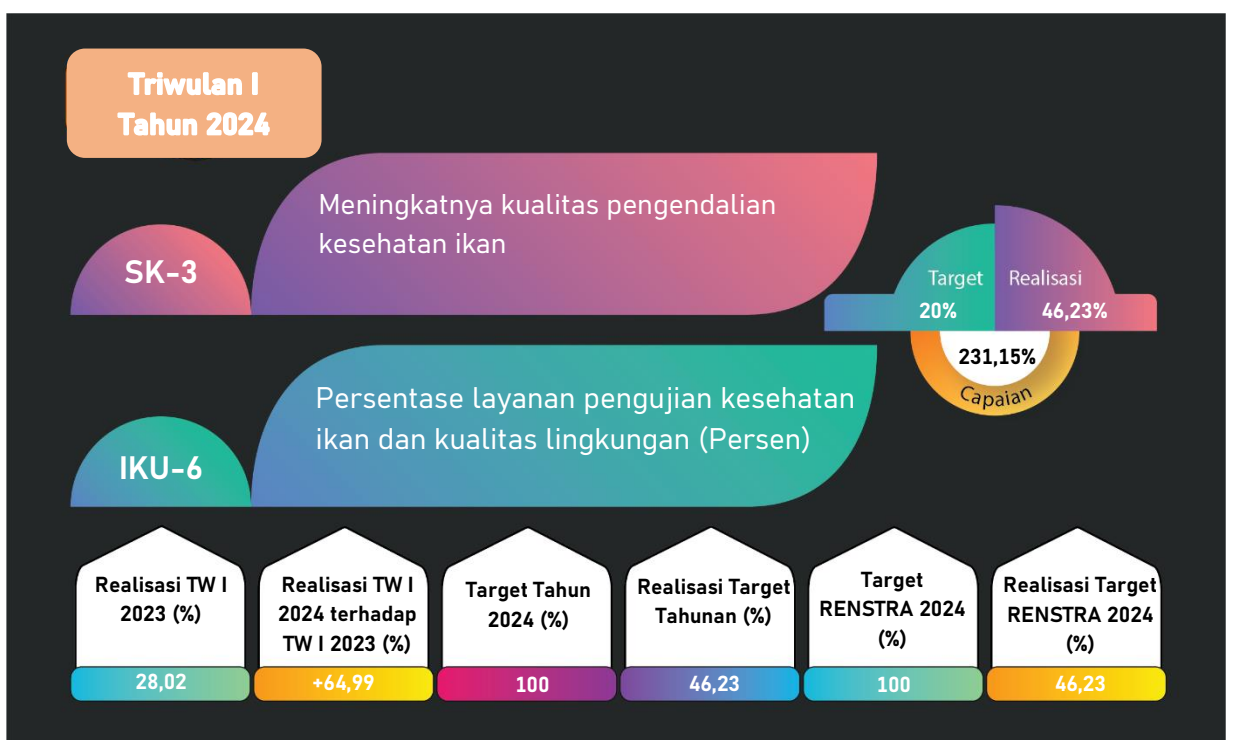 Triwulan I
Tahun 2024
Meningkatnya kualitas pengendalian
kesehatan ikan
SK-3
Target
Realisasi
20%
46,23%
231,15%
Capaian
Persentase layanan pengujian kesehatan
ikan dan kualitas lingkungan (Persen)
IKU-6
Realisasi TW I
2023 (%)
28,02
Realisasi TW I
2024 terhadap
TW I 2023 (%)
+64,99
Target Tahun
2024 (%)
100
Realisasi Target
Tahunan (%)
46,23
Target
RENSTRA 2024
(%)
100
Realisasi Target
RENSTRA 2024
(%)
46,23